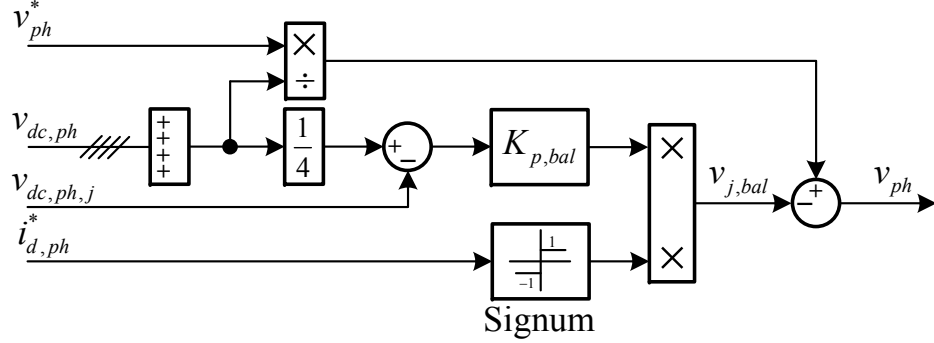 v*ph
×
÷
vdc,ph
+
+
+
+
1
4
+
−
Kp,bal
×
vj,bal
+
−
vph
vdc,ph,j
i*d,ph
1
−1
×
Signum